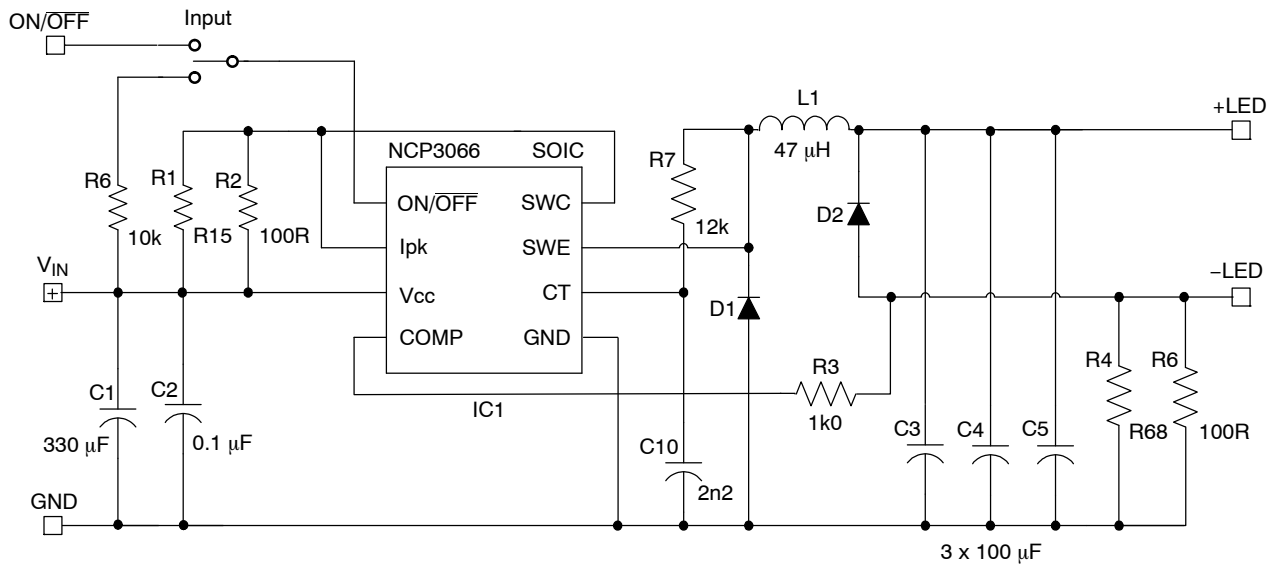 ON/OFF
Input
L1
+LED
47 μH
NCP3066 SOIC
R6
R1
R2
R7
ON/OFF
SWC
D2
10k
R15
100R
12k
Ipk
SWE
VIN
+
Vcc
CT
D1
−LED
COMP
GND
R3
R4
R6
C1
C2
IC1
1k0
330 μF
0.1 μF
C10
C3
C4
C5
R68
100R
2n2
GND
3 x 100 μF